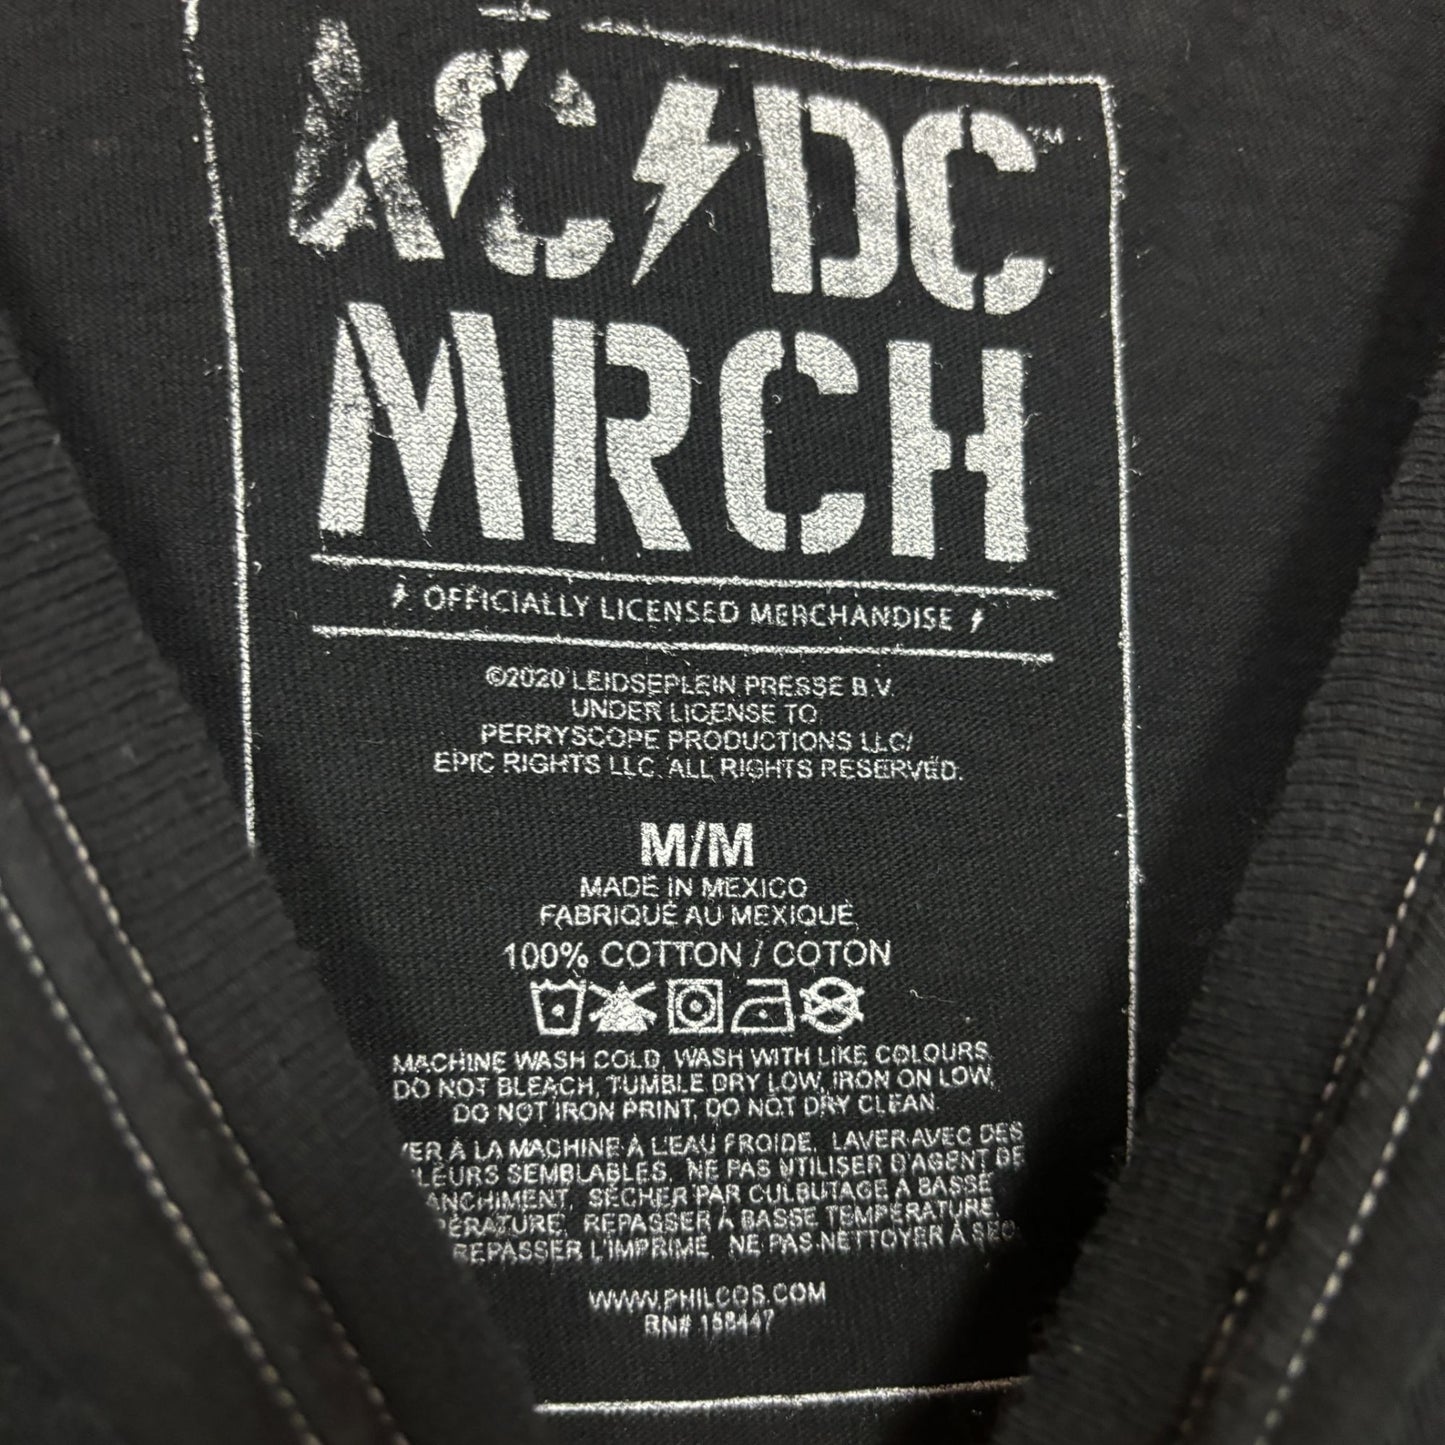 AC/DC™
MRCH
OFFICIALLY LICENSED MERCHANDISE
©2020 LEIDSEPLEIN PRESSE B.V.
UNDER LICENSE TO
PERRYSCOPE PRODUCTIONS LLC/
EPIC RIGHTS LLC. ALL RIGHTS RESERVED.
M/M
MADE IN MEXICO
FABRIQUÉ AU MEXIQUE
100% COTTON / COTON
MACHINE WASH COLD, WASH WITH LIKE COLOURS,
DO NOT BLEACH, TUMBLE DRY LOW, IRON ON LOW,
DO NOT IRON PRINT, DO NOT DRY CLEAN.
À LA MACHINE À L'EAU FROIDE, LAVER AVEC DES
SEMBLABLES, NE PAS UTILISER D'AGENT DE
SÉCHER PAR CULBUTAGE À BASSE
REPASSER À BASSE TEMPÉRATURE,
REPASSER L'IMPRIMÉ, NE PAS NETTOYER À
WWW.PHILCOS.COM
RN# 158447